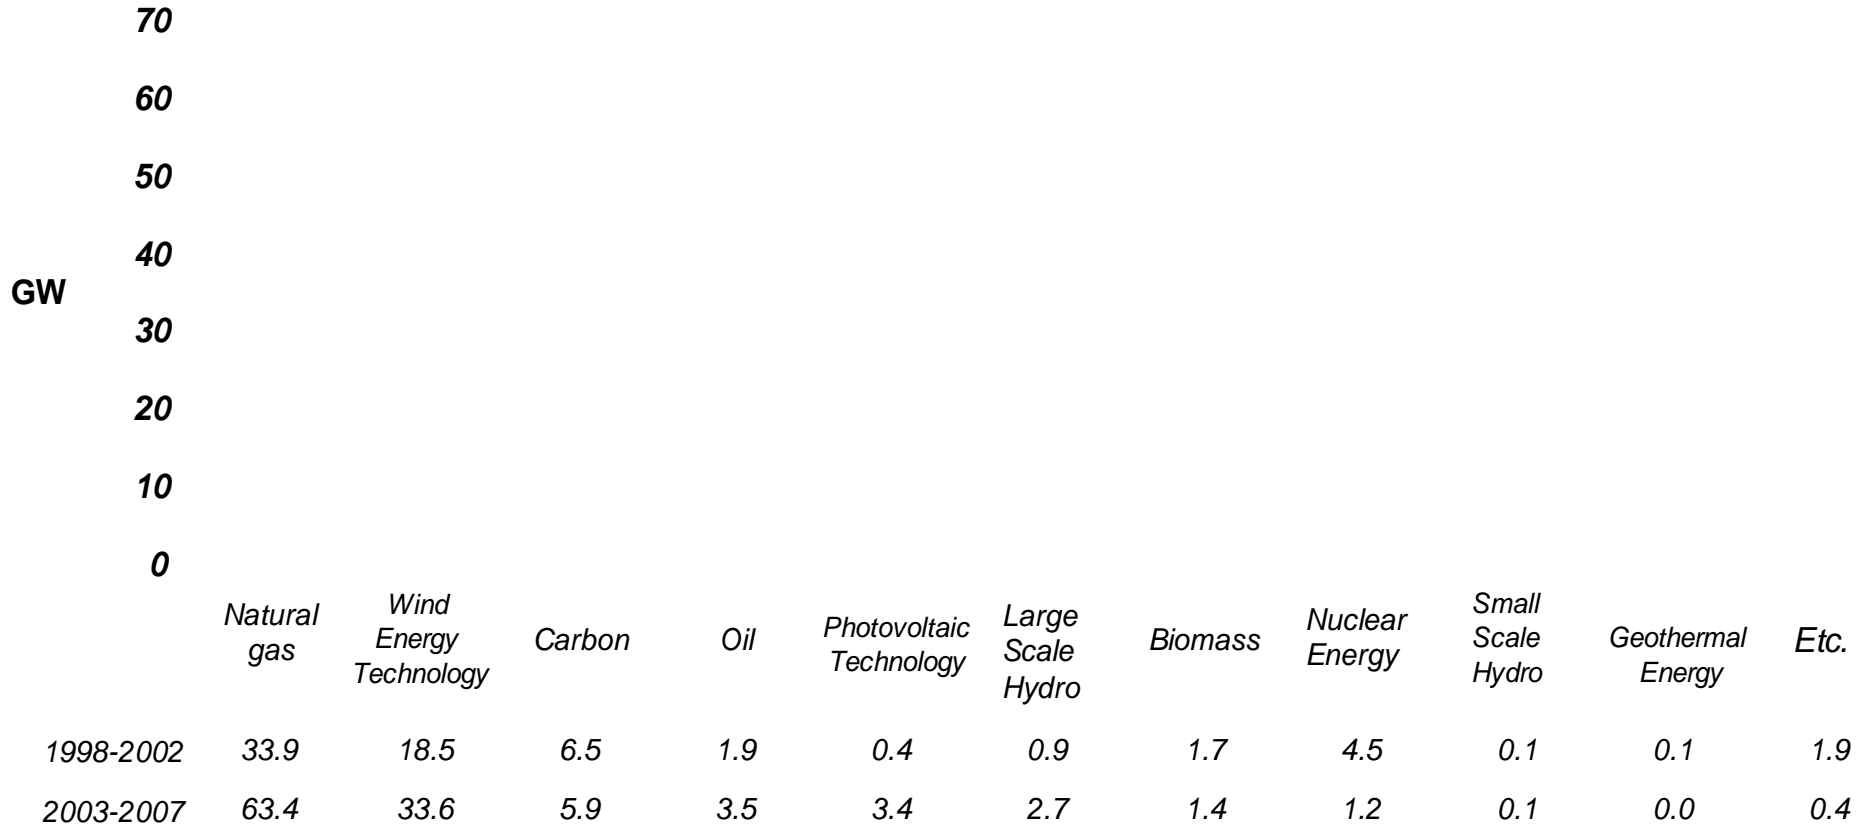 70
60
50
40
GW
30
20
10
0
Natural gas
Wind Energy Technology
Carbon
Oil
Photovoltaic Technology
Large Scale Hydro
Biomass
Nuclear Energy
Small Scale Hydro
Geothermal Energy
Etc.
1998-2002 33.9 18.5 6.5 1.9 0.4 0.9 1.7 4.5 0.1 0.1 1.9
2003-2007 63.4 33.6 5.9 3.5 3.4 2.7 1.4 1.2 0.1 0.0 0.4